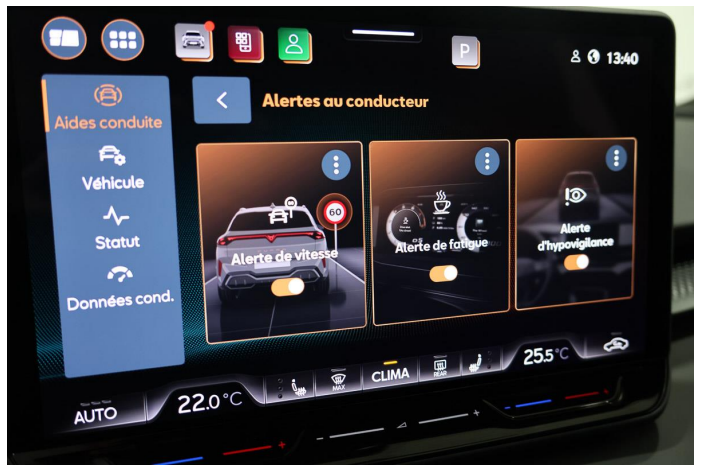 P
13:40
Alertes au conducteur
Aides conduite
Véhicule
Statut
Données cond.
60
Alerte de vitesse
Alerte de fatigue
Alerte
d'hypovigilance
AUTO
22.0°C
MAX
CLIMA
REAR
25.5°C